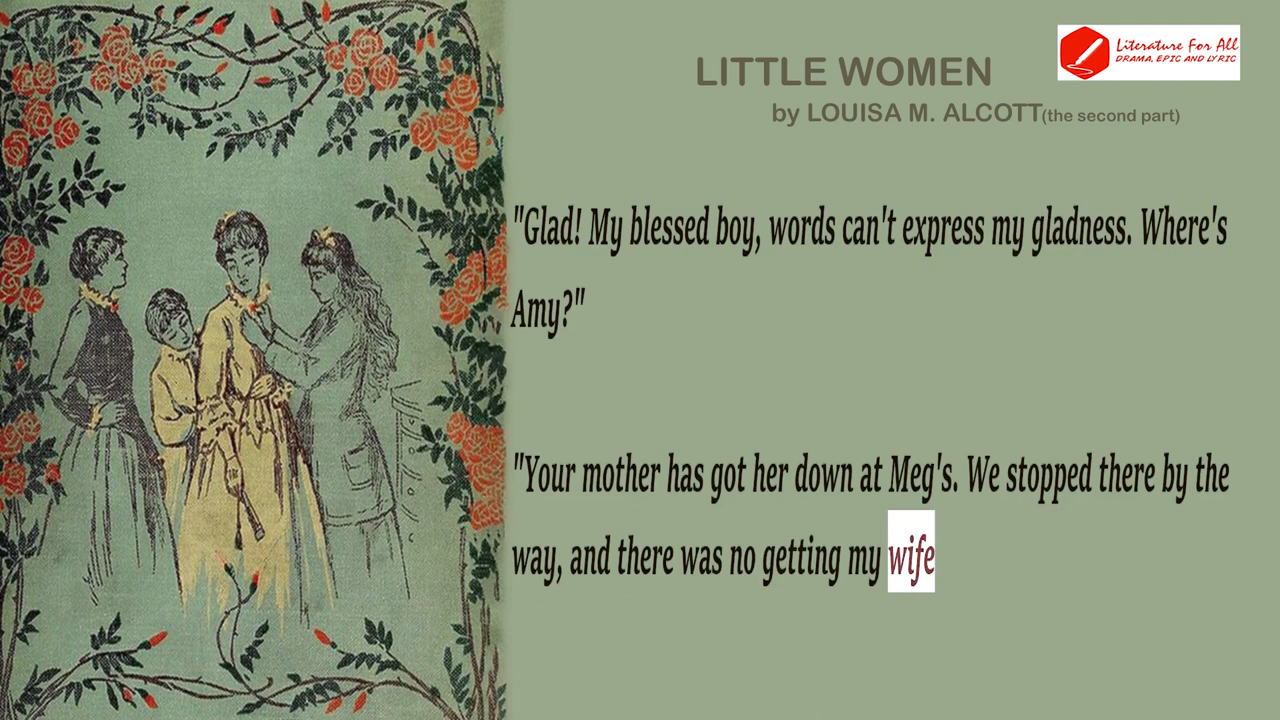 LITTLE WOMEN
by LOUISA M. ALCOTT(the second part)
Literature For All
DRAMA, EPIC AND LYRIC
"Glad! My blessed boy, words can't express my gladness. Where's
Amy?"
"Your mother has got her down at Meg's. We stopped there by the
way, and there was no getting my wife